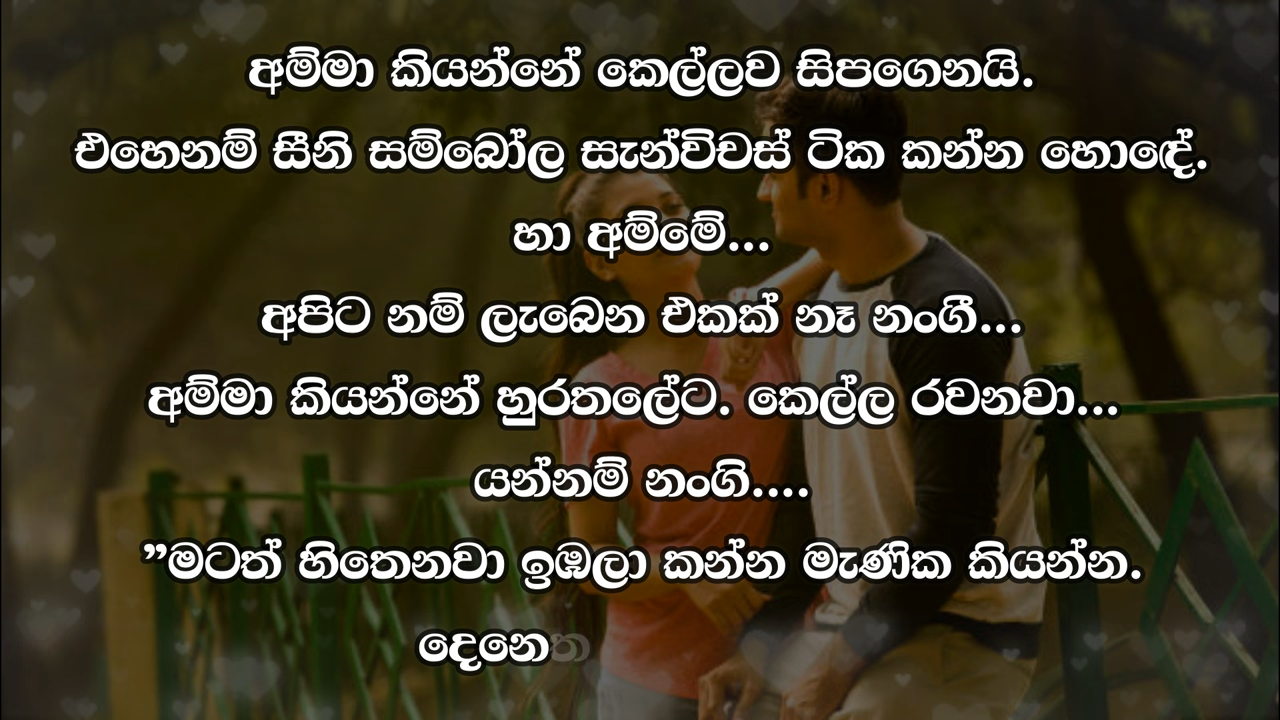 අම්මා කියන්නේ කෙල්ලව සිපගෙනයි.
එහෙනම් සීනි සම්බෝල සැන්විචස් ටික කන්න හොඳේ.
හා අම්මේ...
අපිට නම් ලැබෙන එකක් නෑ නංගී...
අම්මා කියන්නේ හුරතලේට. කෙල්ල රවනවා...
යන්නම් නංගි....
”මටත් හිතෙනවා ඉඹලා කන්න මැණික කියන්න.
දෙනෙත